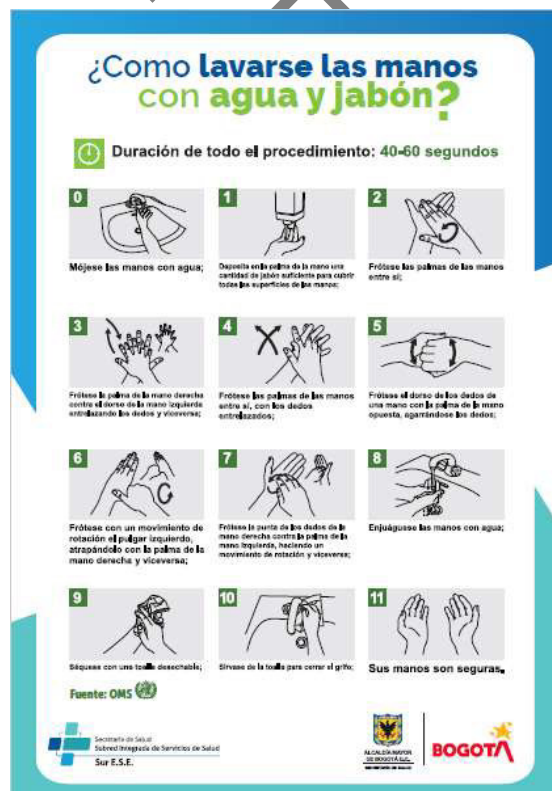 ¿Como lavarse las manos
con agua y jabón?
Duración de todo el procedimiento: 40-60 segundos
0
Mójese las manos con agua;
1
Deposite en la palma de la mano una
cantidad de jabón suficiente para cubrir
todas las superficies de las manos;
2
Frótese las palmas de las manos
entre sí;
3
Frótese la palma de la mano derecha
contra el dorso de la mano izquierda
entrelazando los dedos y viceversa;
4
Frótese las palmas de las manos
entre sí, con los dedos
entrelazados;
5
Frótese el dorso de los dedos de
una mano con la palma de la mano
opuesta, agarrándose los dedos;
6
Frótese con un movimiento de
rotación el pulgar izquierdo,
atrapándolo con la palma de la
mano derecha y viceversa;
7
Frótese la punta de los dedos de la
mano derecha contra la palma de la
mano izquierda, haciendo un
movimiento de rotación y viceversa;
8
Enjuáguese las manos con agua;
9
Séquese con una toalla desechable;
10
Sírvase de la toalla para cerrar el grifo;
11
Sus manos son seguras.
Fuente: OMS
Secretaría de Salud
Subred Integrada de Servicios de Salud
Sur E.S.E.
ALCALDÍA MAYOR
DE BOGOTÁ D.C.
SECRETARÍA DE SALUD
BOGOTÁ